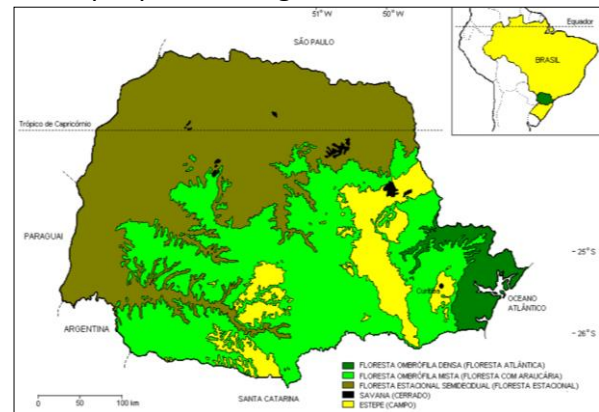 51° W
50° W
SÃO PAULO
Equador
BRASIL
Trópico de Capricórnio
PARAGUAI
25° S
Curitiba
OCEANO
ATLÂNTICO
ARGENTINA
26° S
FLORESTA OMBRÓFILA DENSA (FLORESTA ATLÂNTICA)
FLORESTA OMBRÓFILA MISTA (FLORESTA COM ARAUCÁRIA)
FLORESTA ESTACIONAL SEMIDECIDUAL (FLORESTA ESTACIONAL)
SAVANA (CERRADO)
ESTEPE (CAMPO)
0 50 100 km
SANTA CATARINA